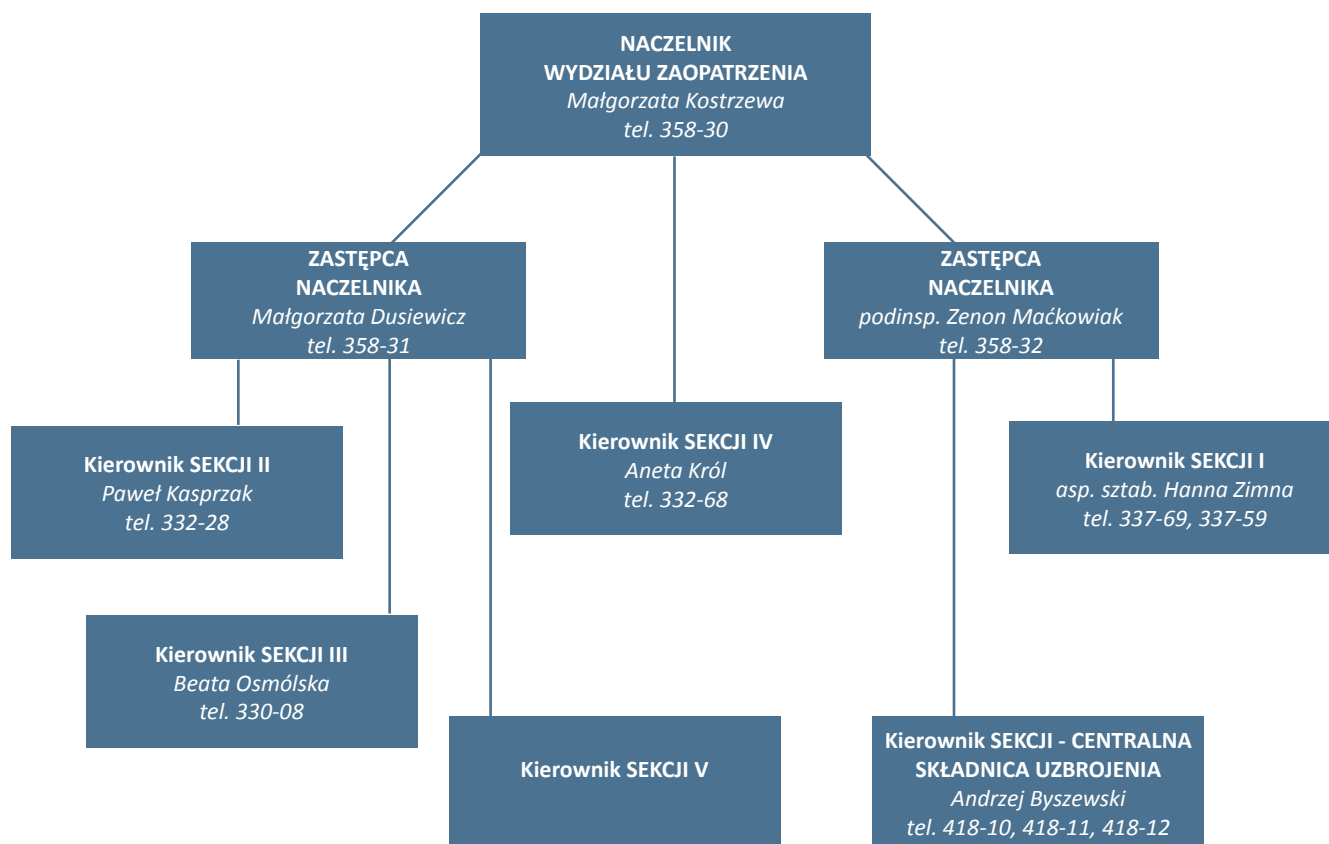 NACZELNIK
WYDZIAŁU ZAOPATRZENIA
Małgorzata Kostrzewa
tel. 358-30
ZASTĘPCA
NACZELNIKA
Małgorzata Dusiewicz
tel. 358-31
ZASTĘPCA
NACZELNIKA
podinsp. Zenon Maćkowiak
tel. 358-32
Kierownik SEKCJI II
Paweł Kasprzak
tel. 332-28
Kierownik SEKCJI IV
Aneta Król
tel. 332-68
Kierownik SEKCJI I
asp. sztab. Hanna Zimna
tel. 337-69, 337-59
Kierownik SEKCJI III
Beata Osmólska
tel. 330-08
Kierownik SEKCJI V
Kierownik SEKCJI - CENTRALNA
SKŁADNICA UZBROJENIA
Andrzej Byszewski
tel. 418-10, 418-11, 418-12